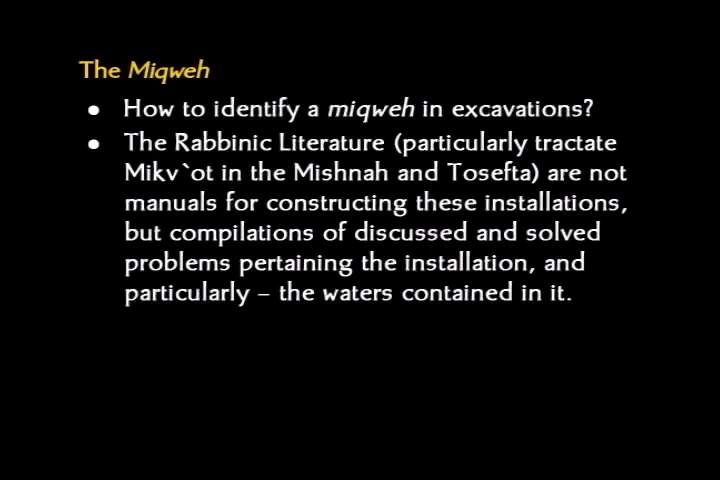 The Miqweh
● How to identify a miqweh in excavations?
● The Rabbinic Literature (particularly tractate
Mikv`ot in the Mishnah and Tosefta) are not
manuals for constructing these installations,
but compilations of discussed and solved
problems pertaining the installation, and
particularly – the waters contained in it.